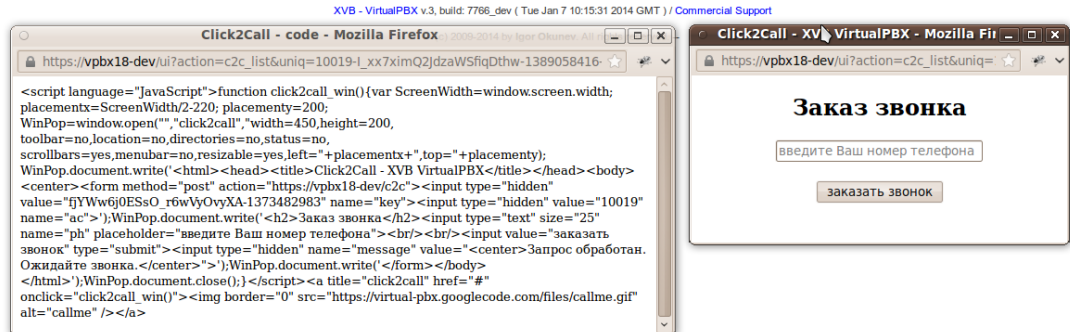 XVB - VirtualPBX v.3, build: 7766_dev ( Tue Jan 7 10:15:31 2014 GMT ) / Commercial Support
Click2Call - code - Mozilla Firefox
2009-2014 by Igor Okunev. All
https://vpbx18-dev/ui?action=c2c_list&uniq=10019-I_xx7ximQ2JdzaWSfiqDthw-1389058416-
<script language="JavaScript">function click2call_win(){var ScreenWidth=window.screen.width;
placementx=ScreenWidth/2-220; placementy=200;
WinPop=window.open("","click2call","width=450,height=200,
toolbar=no,location=no,directories=no,status=no,
scrollbars=yes,menubar=no,resizable=yes,left="+placementx+",top="+placementy);
WinPop.document.write('<html><head><title>Click2Call - XVB VirtualPBX</title></head><body>
<center><form method="post" action="https://vpbx18-dev/c2c"><input type="hidden"
value="fjYWw6j0ESsO_r6wVyOvyXA-1373482983" name="key"><input type="hidden" value="10019"
name="ac">');WinPop.document.write('<h2>Заказ звонка</h2><input type="text" size="25"
name="ph" placeholder="введите Ваш номер телефона"><br/><br/><input value="заказать
звонок" type="submit"><input type="hidden" name="message" value="<center>Запрос обработан.
Ожидайте звонка.</center>">');WinPop.document.write('</form></body>
</html>');WinPop.document.close();}</script><a title="click2call" href="#"
onclick="click2call_win()"><img border="0" src="https://virtual-pbx.googlecode.com/files/callme.gif"
alt="callme" /></a>
Click2Call - XVB VirtualPBX - Mozilla Fir
https://vpbx18-dev/ui?action=c2c_list&uniq=
Заказ звонка
введите Ваш номер телефона
заказать звонок